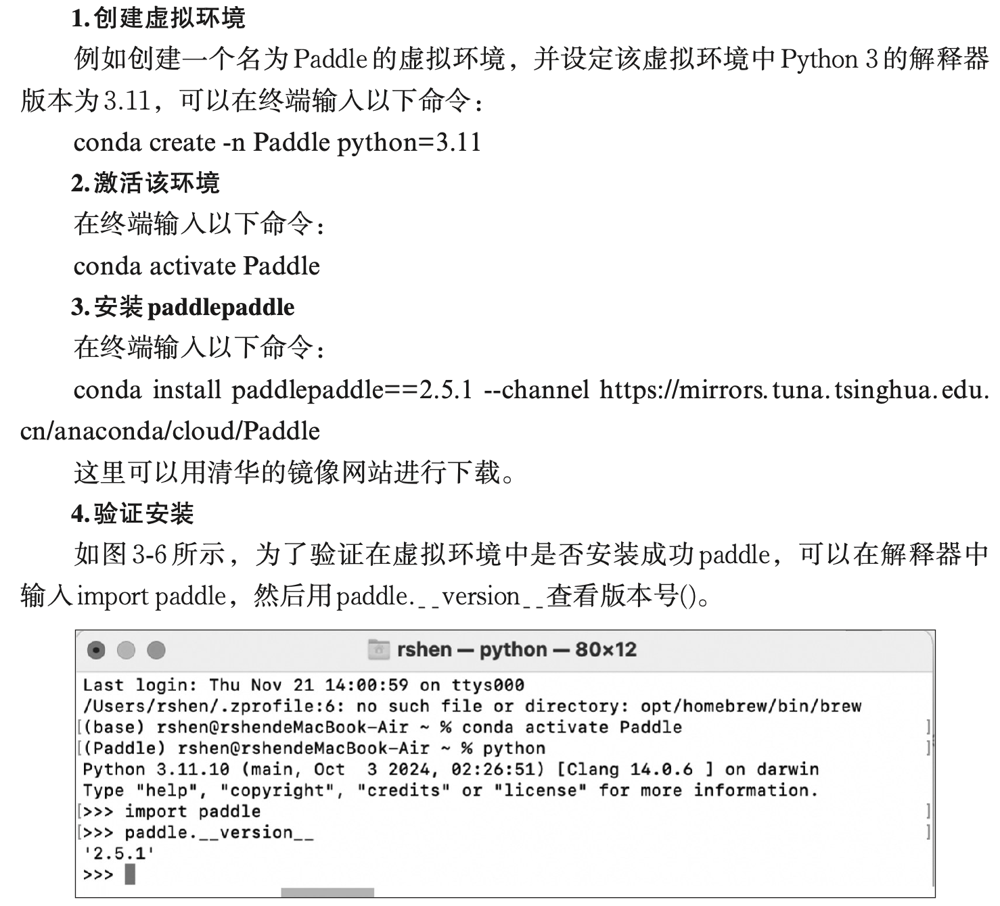 1.创建虚拟环境
例如创建一个名为Paddle的虚拟环境，并设定该虚拟环境中Python 3的解释器
版本为3.11，可以在终端输入以下命令：
conda create -n Paddle python=3.11
2.激活该环境
在终端输入以下命令：
conda activate Paddle
3.安装paddlepaddle
在终端输入以下命令：
conda install paddlepaddle==2.5.1 --channel https://mirrors.tuna.tsinghua.edu.
cn/anaconda/cloud/Paddle
这里可以用清华的镜像网站进行下载。
4.验证安装
如图3-6所示，为了验证在虚拟环境中是否安装成功paddle，可以在解释器中
输入import paddle，然后用paddle.__version__查看版本号()。
rshen — python — 80×12
Last login: Thu Nov 21 14:00:59 on ttys000
/Users/rshen/.zprofile:6: no such file or directory: opt/homebrew/bin/brew
[(base) rshen@rshendeMacBook-Air ~ % conda activate Paddle ]
[(Paddle) rshen@rshendeMacBook-Air ~ % python ]
Python 3.11.10 (main, Oct  3 2024, 02:26:51) [Clang 14.0.6 ] on darwin
Type "help", "copyright", "credits" or "license" for more information.
[>>> import paddle ]
[>>> paddle.__version__ ]
'2.5.1'
>>>